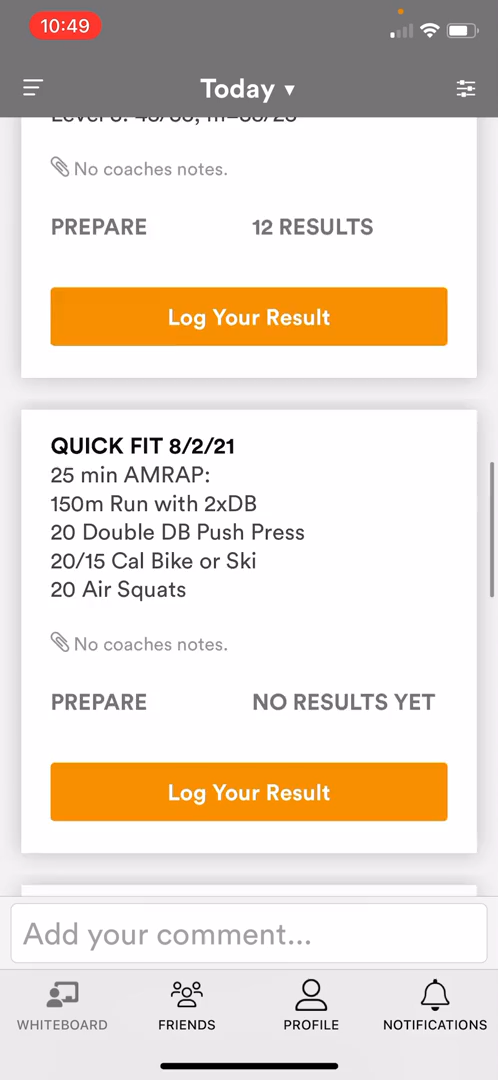 10:49
Today ▾
No coaches notes.
PREPARE
12 RESULTS
Log Your Result
QUICK FIT 8/2/21
25 min AMRAP:
150m Run with 2xDB
20 Double DB Push Press
20/15 Cal Bike or Ski
20 Air Squats
No coaches notes.
PREPARE
NO RESULTS YET
Log Your Result
Add your comment...
WHITEBOARD
FRIENDS
PROFILE
NOTIFICATIONS